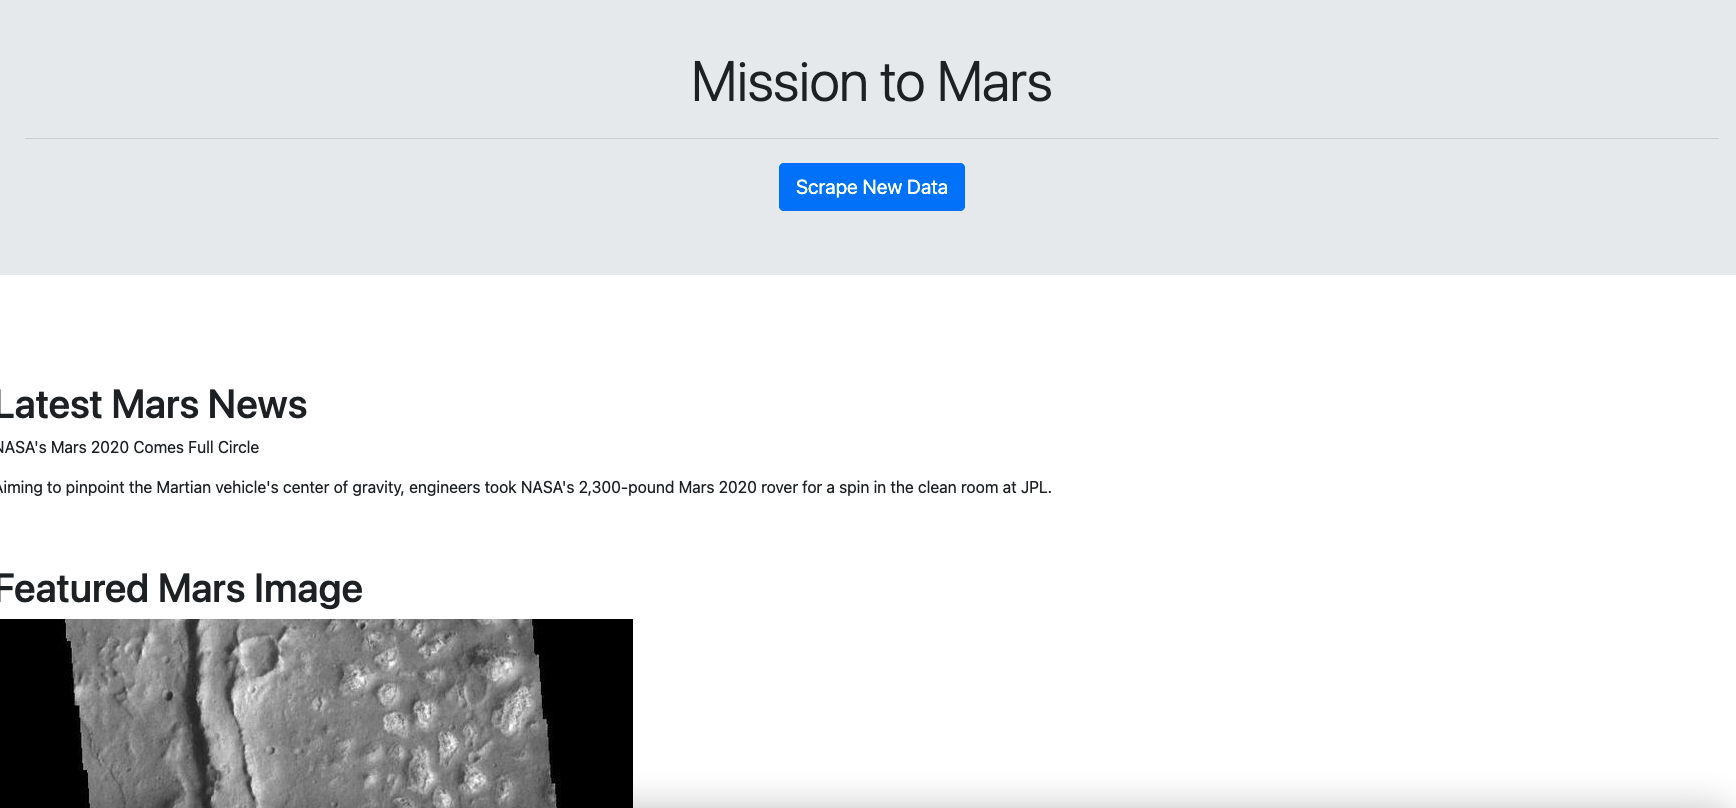 Mission to Mars
Scrape New Data
Latest Mars News
NASA's Mars 2020 Comes Full Circle
Aiming to pinpoint the Martian vehicle's center of gravity, engineers took NASA's 2,300-pound Mars 2020 rover for a spin in the clean room at JPL.
Featured Mars Image